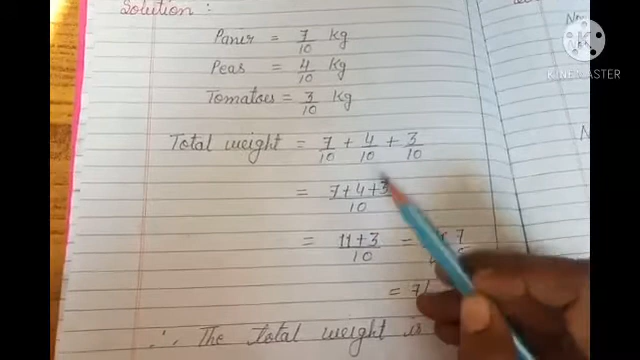 Solution :
Panir = 7/10 kg
Peas = 4/10 kg
Tomatoes = 3/10 kg
Total weight = 7/10 + 4/10 + 3/10
= 7+4+3/10
= 11+3/10 =
= 7/
∴ The total weight is
KINEMASTER